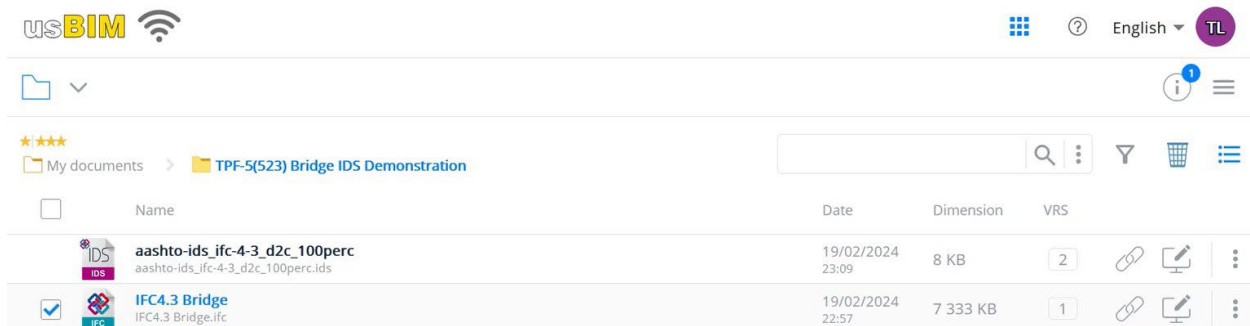 usBIM
? English TL
i 1
My documents > TPF-5(523) Bridge IDS Demonstration
Name Date Dimension VRS
IDS IDS aashto-ids_ifc-4-3_d2c_100perc 19/02/2024 8 KB 2
aashto-ids_ifc-4-3_d2c_100perc.ids 23:09
IFC IFC4.3 Bridge 19/02/2024 7 333 KB 1
IFC4.3 Bridge.ifc 22:57